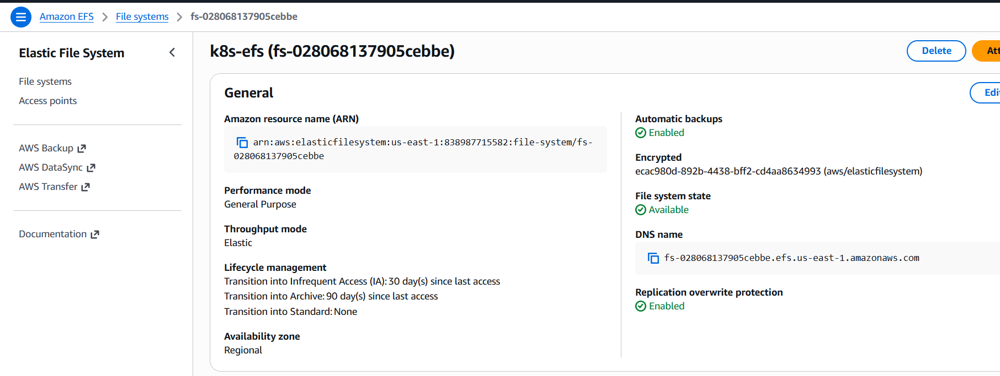 Amazon EFS > File systems > fs-028068137905cebbe
Elastic File System
File systems
Access points
AWS Backup
AWS DataSync
AWS Transfer
Documentation
k8s-efs (fs-028068137905cebbe)
Delete
Att
General
Edi
Amazon resource name (ARN)
arn:aws:elasticfilesystem:us-east-1:838987715582:file-system/fs-
028068137905cebbe
Performance mode
General Purpose
Throughput mode
Elastic
Lifecycle management
Transition into Infrequent Access (IA): 30 day(s) since last access
Transition into Archive: 90 day(s) since last access
Transition into Standard: None
Availability zone
Regional
Automatic backups
Enabled
Encrypted
ecac980d-892b-4438-bff2-cd4aa8634993 (aws/elasticfilesystem)
File system state
Available
DNS name
fs-028068137905cebbe.efs.us-east-1.amazonaws.com
Replication overwrite protection
Enabled